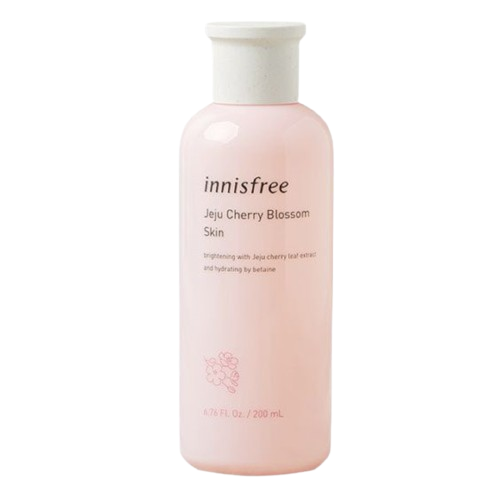 innisfree
Jeju Cherry Blossom
Skin
brightening with Jeju cherry leaf extract
and hydrating by betaine
6.76 FL. Oz. / 200 mL